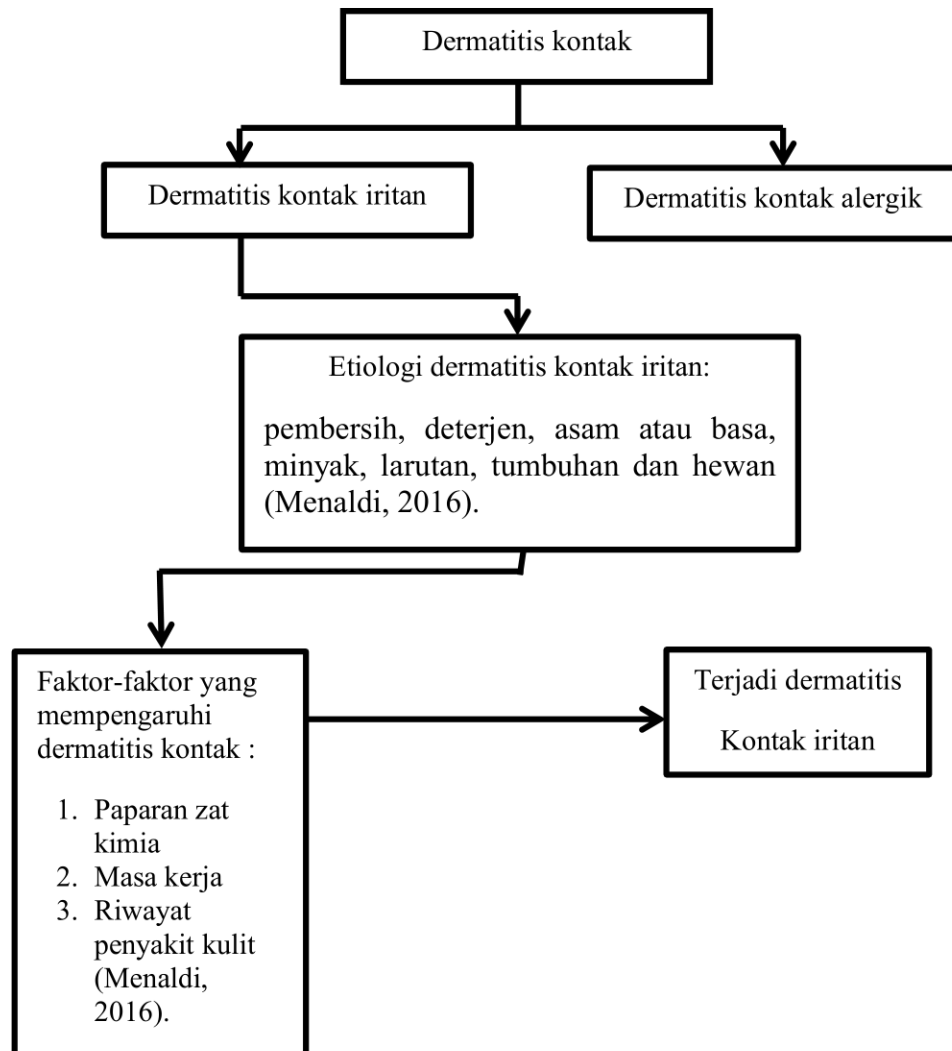 Dermatitis kontak
Dermatitis kontak iritan
Dermatitis kontak alergik
Etiologi dermatitis kontak iritan:
pembersih, deterjen, asam atau basa,
minyak, larutan, tumbuhan dan hewan
(Menaldi, 2016).
Faktor-faktor yang
mempengaruhi
dermatitis kontak :
1. Paparan zat
kimia
2. Masa kerja
3. Riwayat
penyakit kulit
(Menaldi,
2016).
Terjadi dermatitis
Kontak iritan